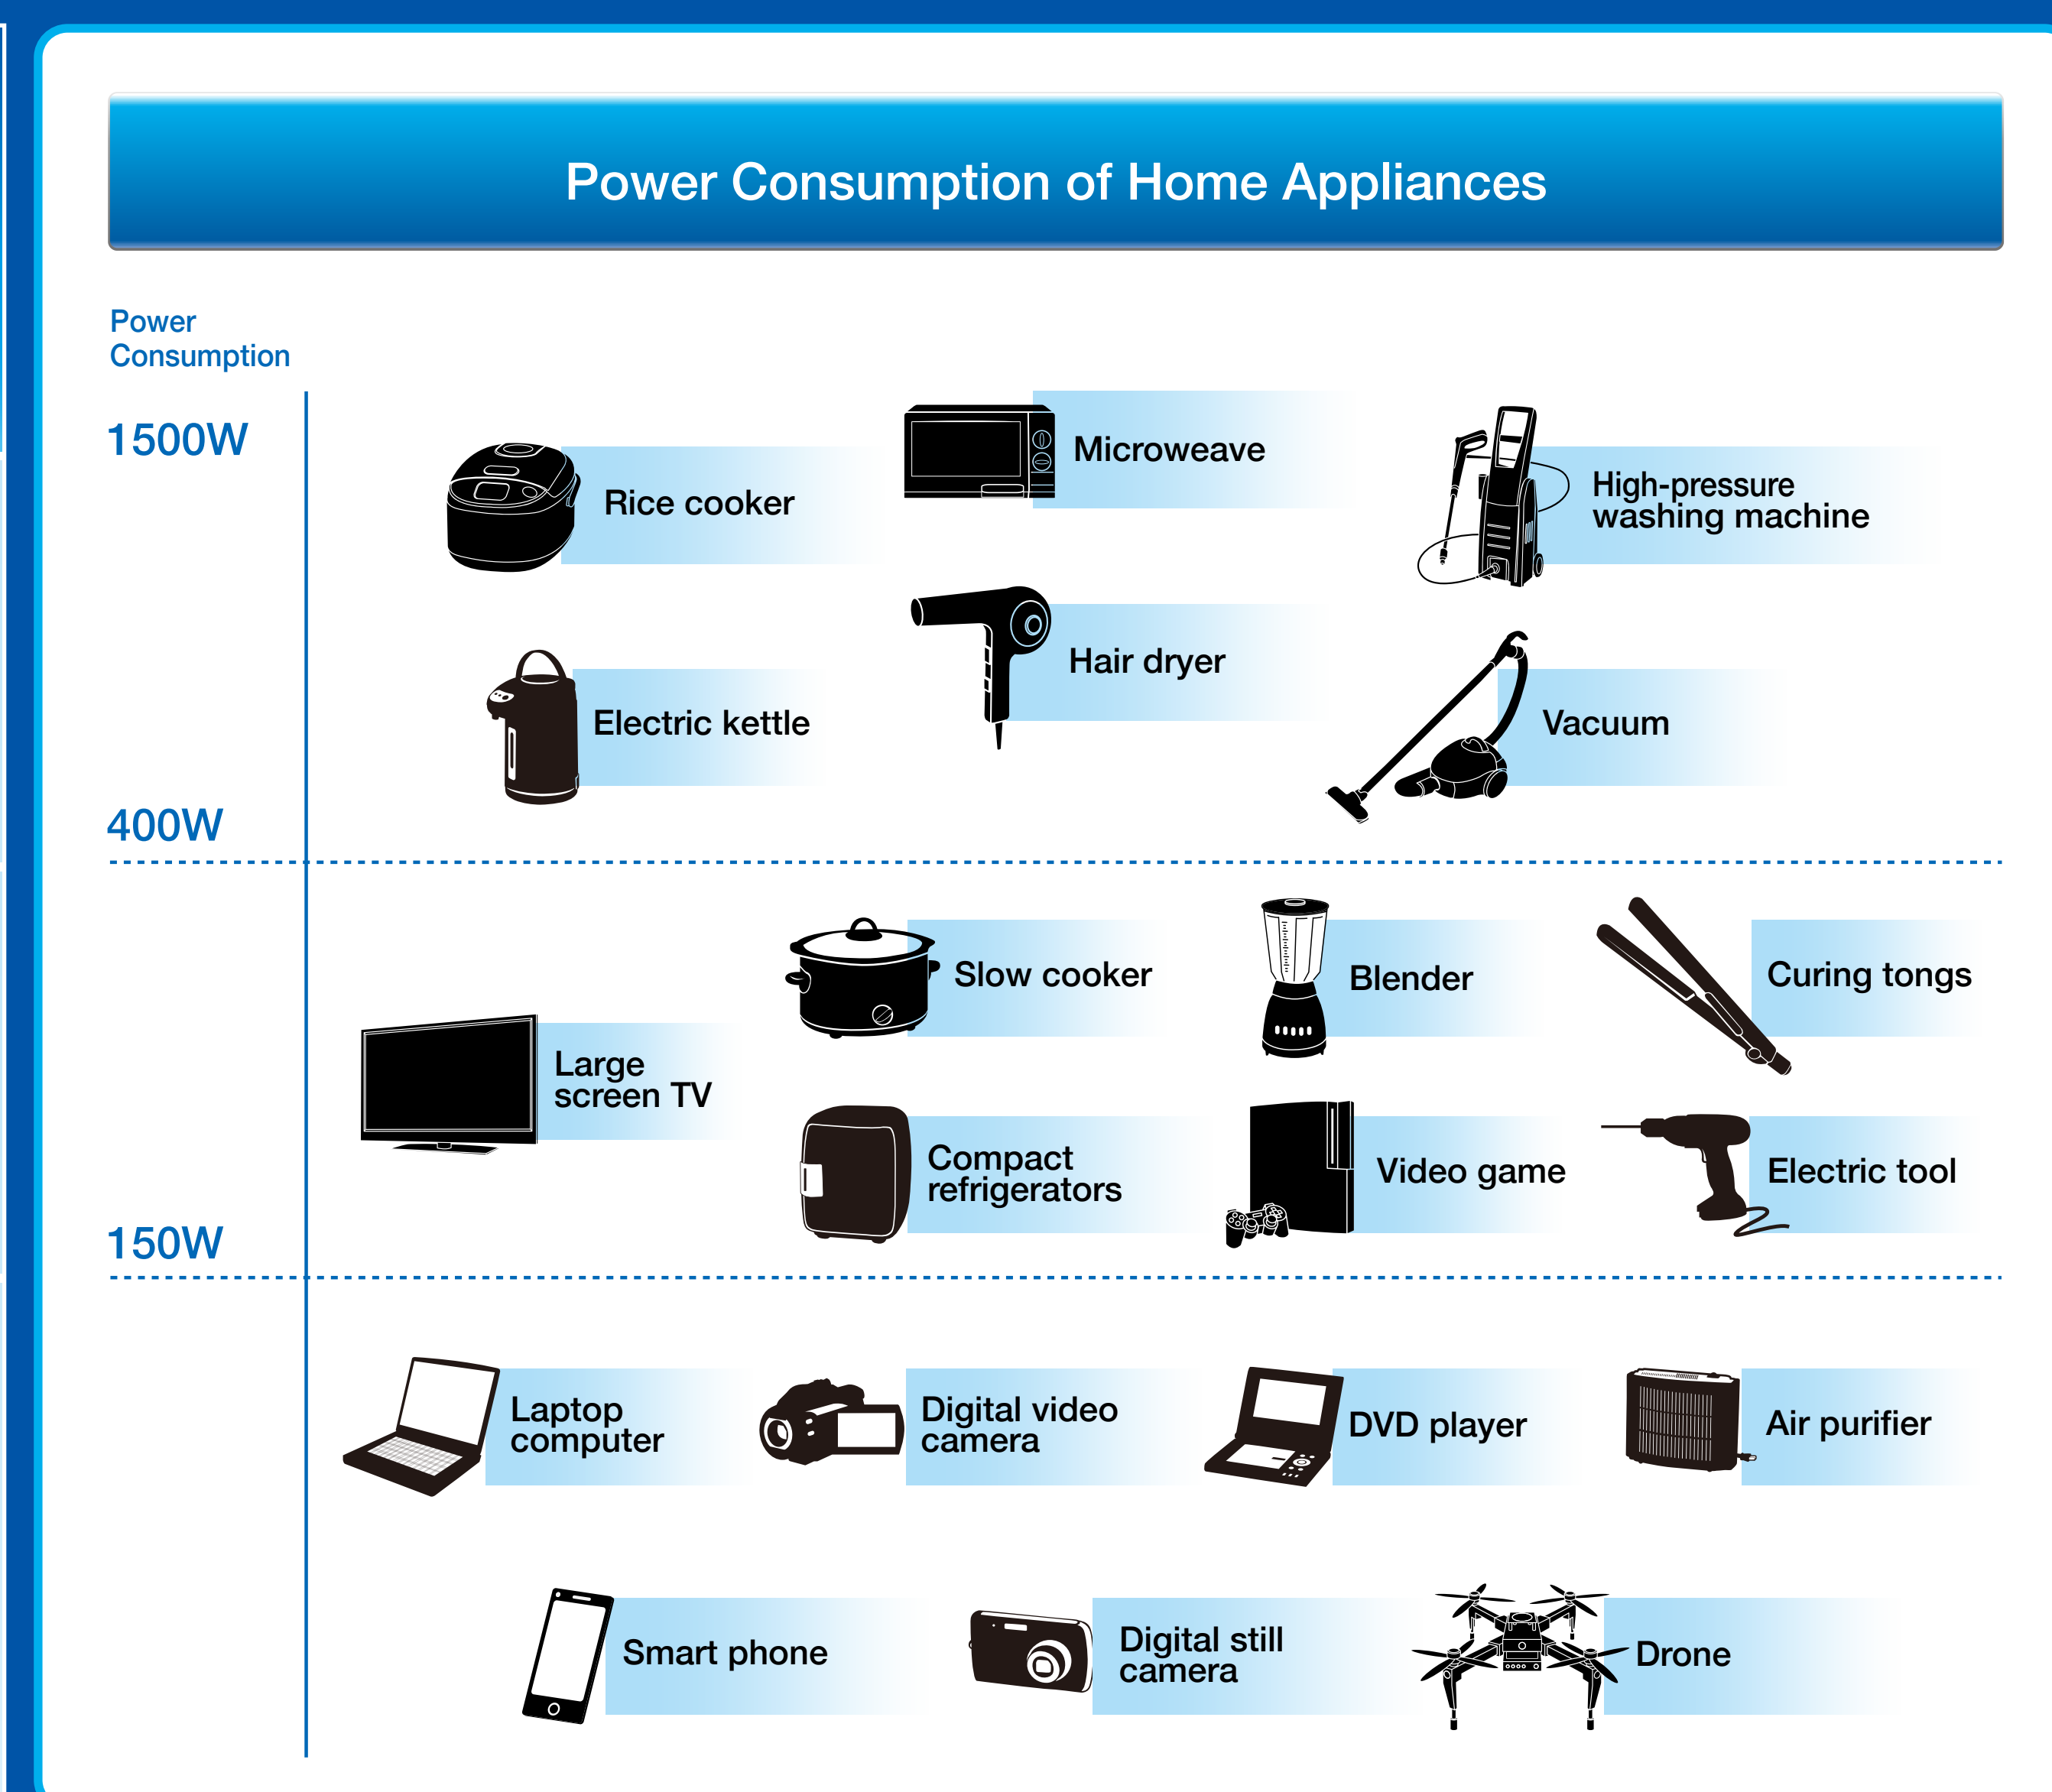 Power Consumption of Home Appliances
Power
Consumption
1500W
Rice cooker
Microweave
High-pressure
washing machine
Electric kettle
Hair dryer
Vacuum
400W
Large
screen TV
Slow cooker
Blender
Curing tongs
Compact
refrigerators
Video game
Electric tool
150W
Laptop
computer
Digital video
camera
DVD player
Air purifier
Smart phone
Digital still
camera
Drone